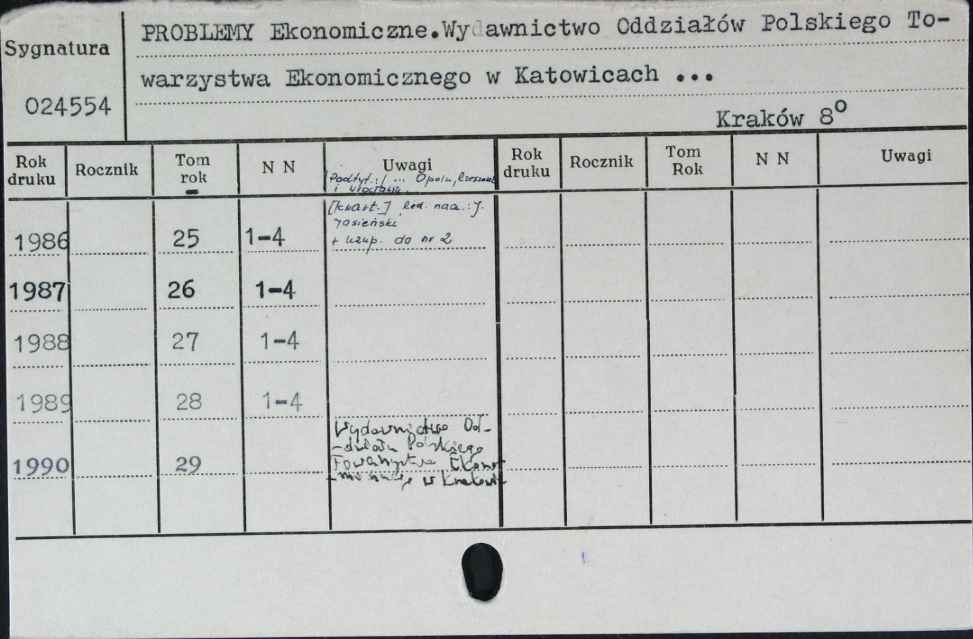 Sygnatura
024554
PROBLEMY Ekonomiczne.Wydawnictwo Oddziałów Polskiego To-
warzystwa Ekonomicznego w Katowicach ...
Kraków 8º
Rok druku Rocznik Tom rok N N Uwagi Rok druku Rocznik Tom Rok N N Uwagi
[Podtyt.:] ... Opolu, Rzeszowie
i Wrocławiu
[kwart.] Red. nacz.: J.
Josieński
1986 25 1-4 + uzup. do nr 2
1987 26 1-4
1988 27 1-4
1989 28 1-4
Wydawnictwo Od-
-działu Polskiego
1990 29 Towarzystwa Ekono-
-micznego w Krakowie